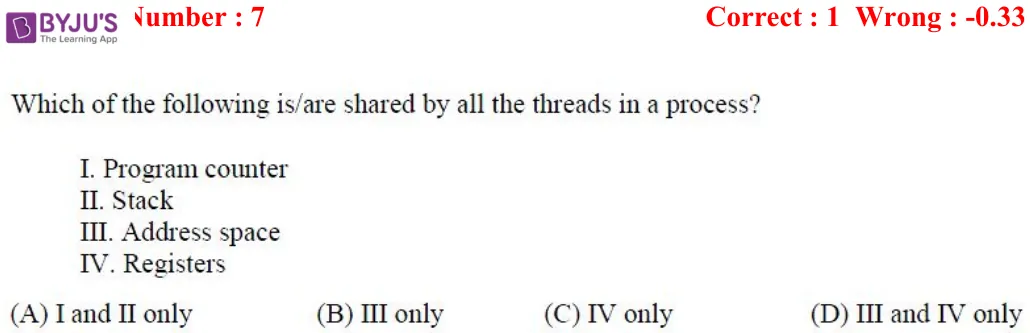 BYJU'S
The Learning App
Number : 7 Correct : 1 Wrong : -0.33
Which of the following is/are shared by all the threads in a process?
I. Program counter
II. Stack
III. Address space
IV. Registers
(A) I and II only (B) III only (C) IV only (D) III and IV only